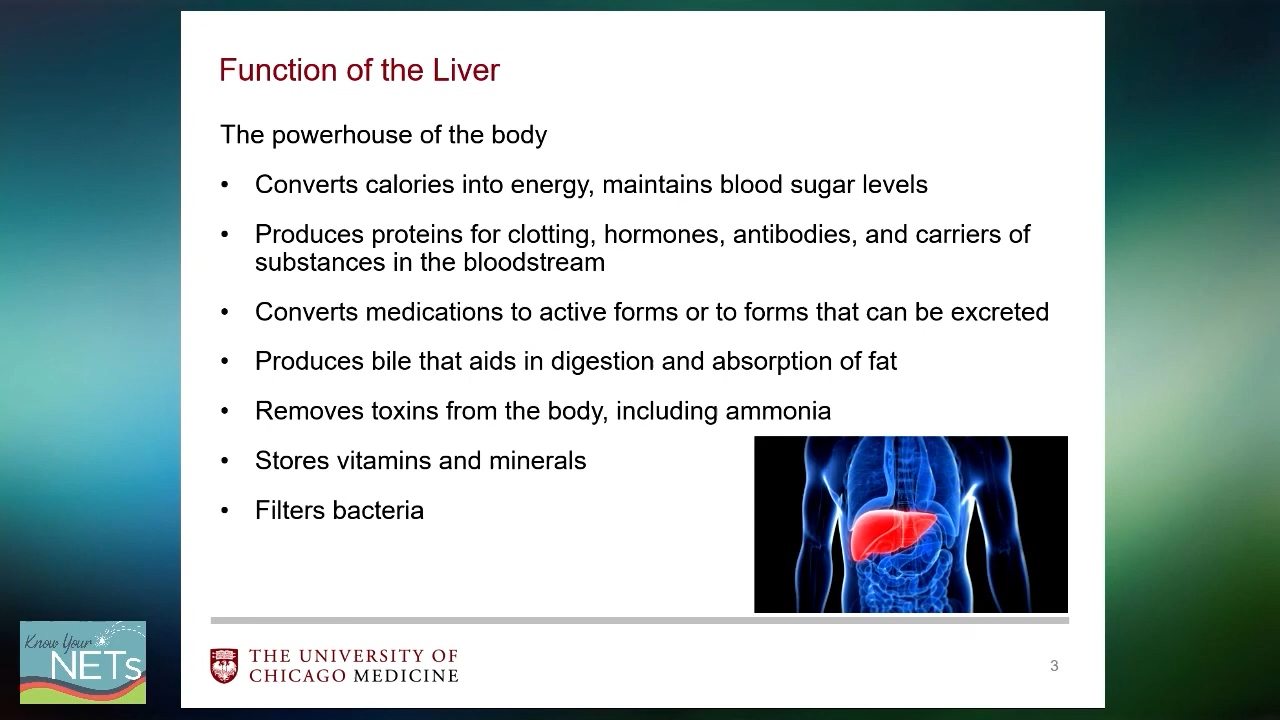 Function of the Liver
The powerhouse of the body
• Converts calories into energy, maintains blood sugar levels
• Produces proteins for clotting, hormones, antibodies, and carriers of
substances in the bloodstream
• Converts medications to active forms or to forms that can be excreted
• Produces bile that aids in digestion and absorption of fat
• Removes toxins from the body, including ammonia
• Stores vitamins and minerals
• Filters bacteria
Know Your
NETs
THE UNIVERSITY OF
CHICAGO MEDICINE
3